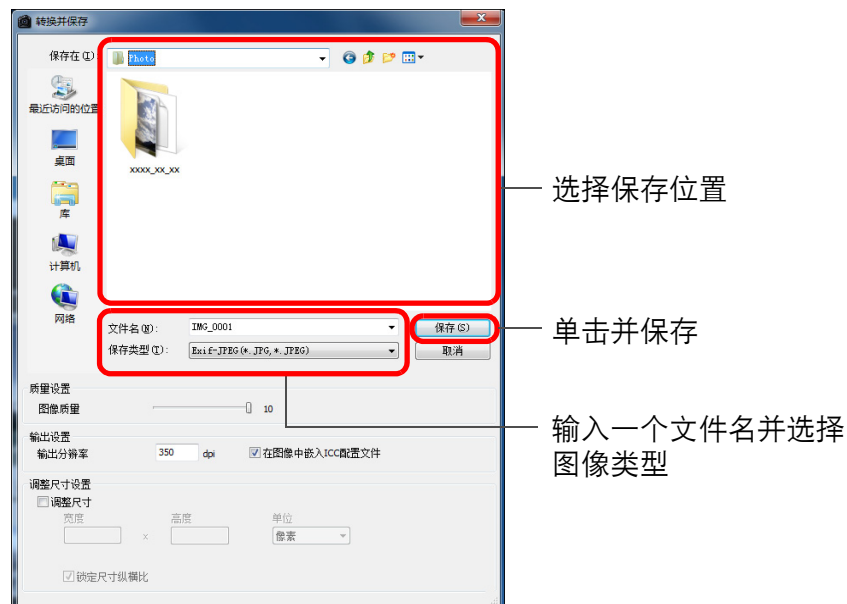 转换并保存
保存在(I)
Photo
最近访问的位置
桌面
xxxx_xx_xx
库
计算机
网络
选择保存位置
文件名(N):
IMG_0001
保存(S)
单击并保存
保存类型(T):
Exif-JPEG(*.JPG,*.JPEG)
取消
质量设置
图像质量
10
输入一个文件名并选择
图像类型
输出设置
输出分辨率
350
dpi
在图像中嵌入ICC配置文件
调整尺寸设置
调整尺寸
宽度
高度
单位
x
像素
锁定尺寸纵横比